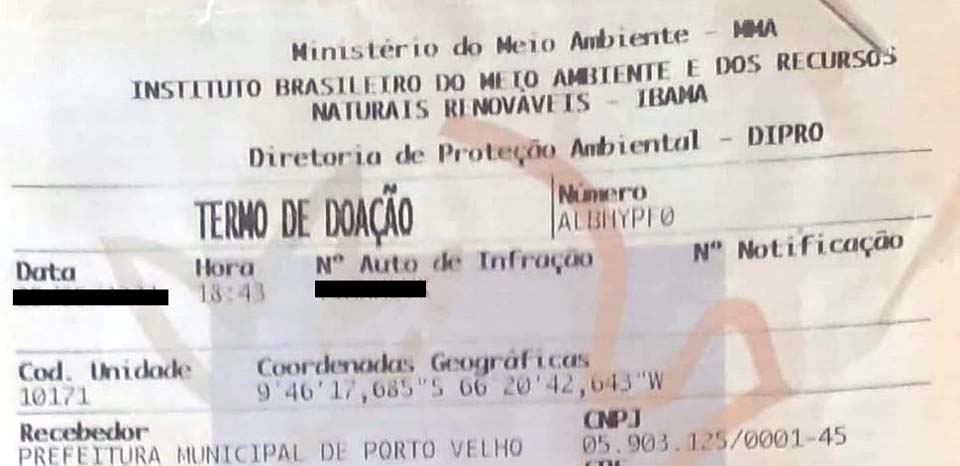 Ministério do Meio Ambiente - MMA
INSTITUTO BRASILEIRO DO MEIO AMBIENTE E DOS RECURSOS
NATURAIS RENOVÁVEIS - IBAMA
Diretoria de Proteção Ambiental - DIPRO
TERMO DE DOAÇÃO
Número
ALBHYPF0
Data Hora Nº Auto de Infração Nº Notificação
18:43
Cod. Unidade Coordenadas Geográficas
10171 9°46'17,685"S 66 20'42,643"W
Recebedor CNPJ
PREFEITURA MUNICIPAL DE PORTO VELHO 05.903.125/0001-45